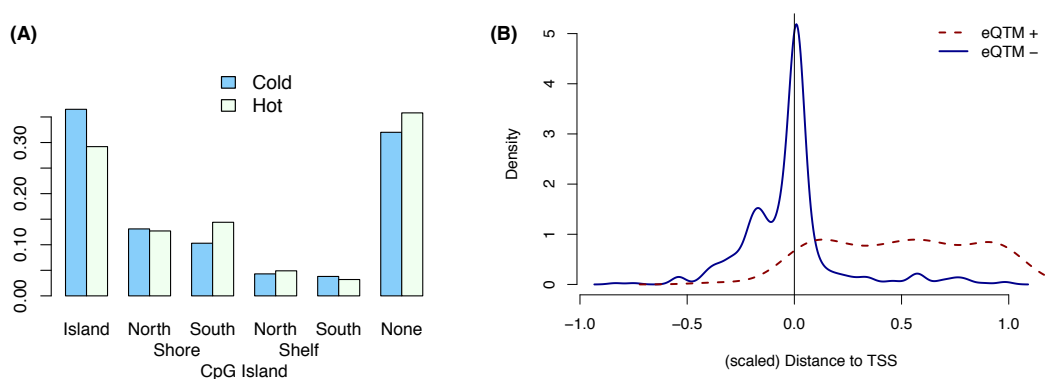 (A)
Cold
Hot
0.00 0.10 0.20 0.30
Island North South North South None
Shore Shelf
CpG Island
(B)
eQTM +
eQTM −
Density
0 1 2 3 4 5
−1.0 −0.5 0.0 0.5 1.0
(scaled) Distance to TSS